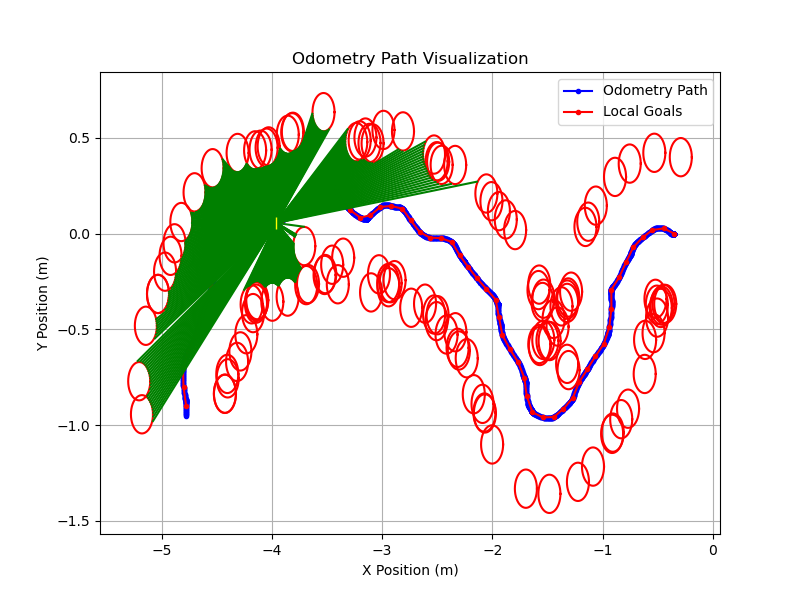 Odometry Path Visualization
Odometry Path
Local Goals
Y Position (m)
0.5
0.0
−0.5
−1.0
−1.5
−5
−4
−3
−2
−1
0
X Position (m)